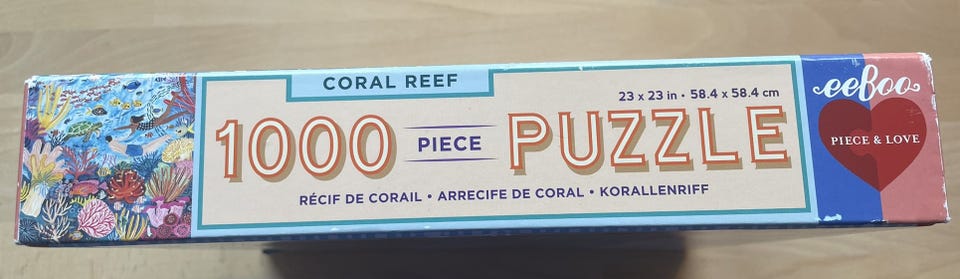 CORAL REEF
23 x 23 in • 58.4 x 58.4 cm
1000 PIECE PUZZLE
RÉCIF DE CORAIL • ARRECIFE DE CORAL • KORALLENRIFF
eeBoo
PIECE & LOVE